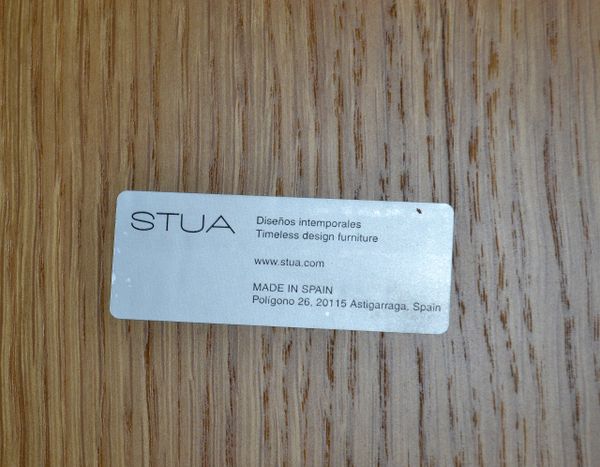 STUA
Diseños intemporales
Timeless design furniture
www.stua.com
MADE IN SPAIN
Polígono 26, 20115 Astigarraga, Spain